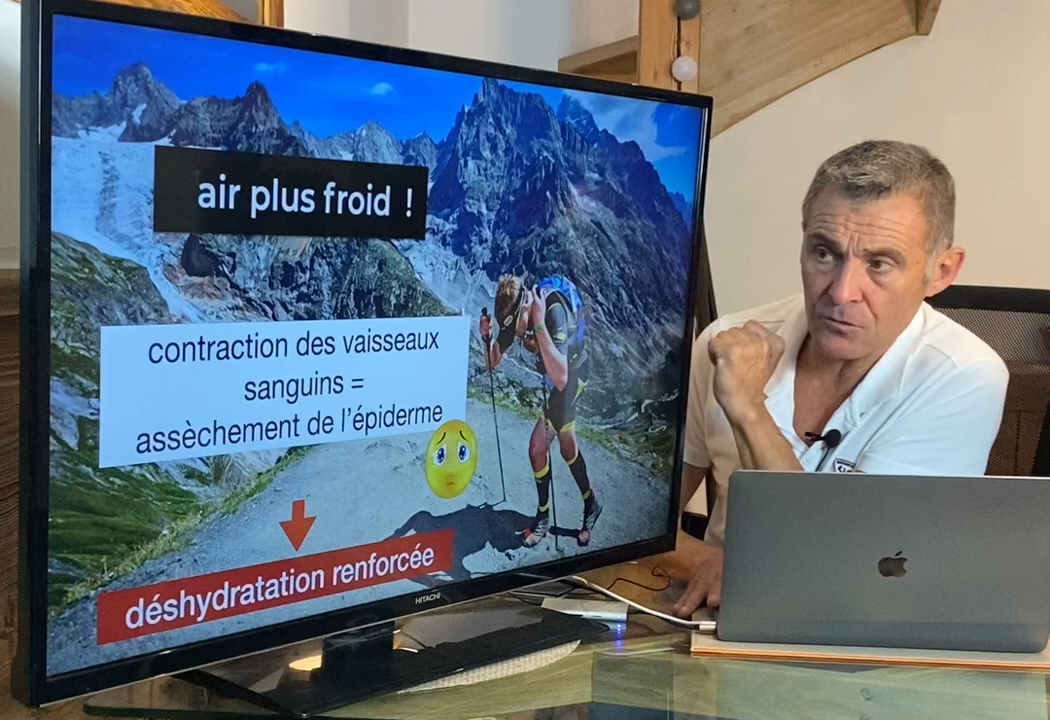 air plus froid !
contraction des vaisseaux
sanguins =
assèchement de l'épiderme
déshydratation renforcée
HITACHI